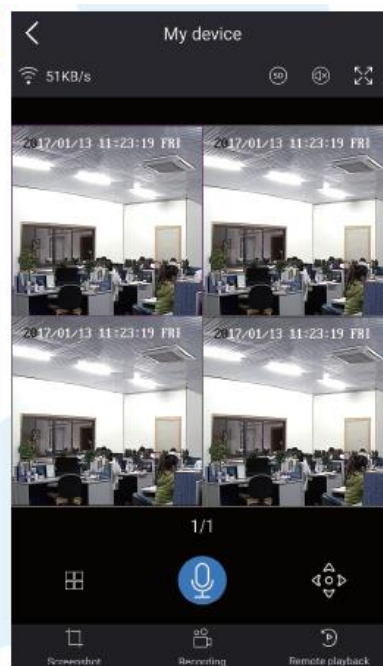 My device
51KB/s SD
2017/01/13 11:23:19 FRI 2017/01/13 11:23:19 FRI
2017/01/13 11:23:19 FRI 2017/01/13 11:23:19 FRI
1/1
Screenshot Recording Remote playback